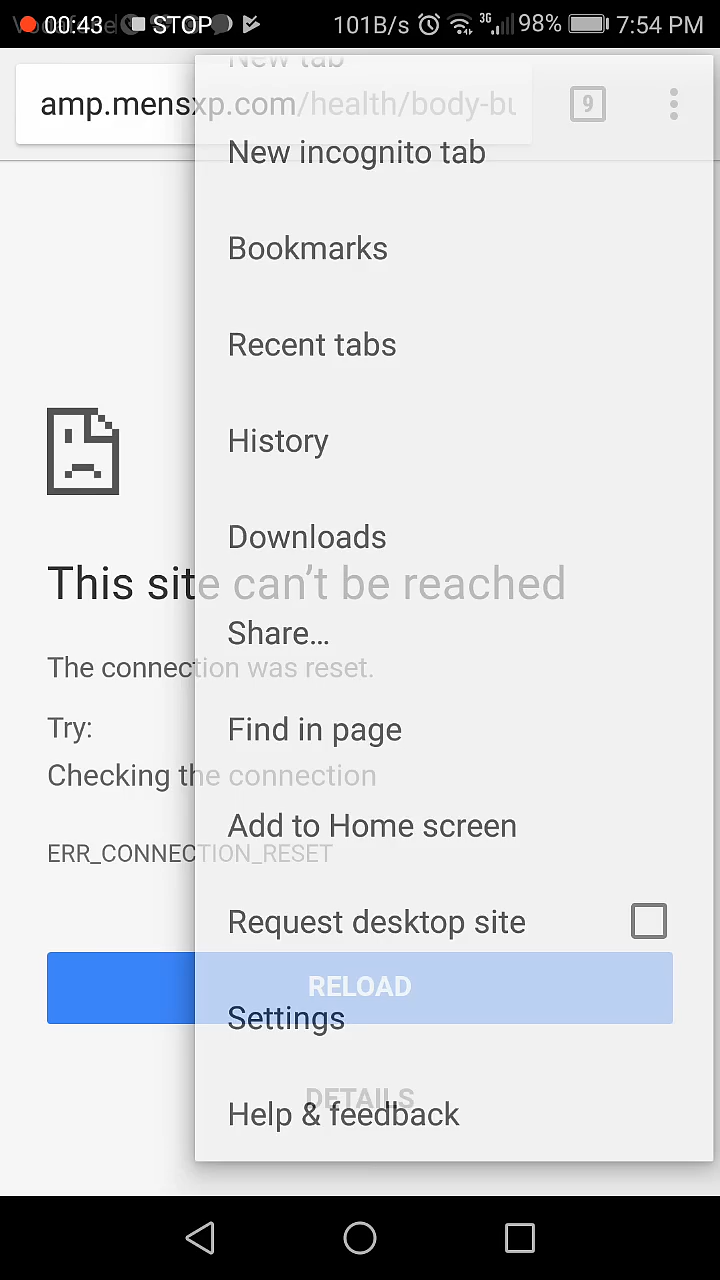 00:43 STOP 101B/s 3G 98% 7:54 PM
New tab
amp.mensxp.com/health/body-bu 9
New incognito tab
Bookmarks
Recent tabs
History
Downloads
This site can't be reached
Share...
The connection was reset.
Try:
Find in page
Checking the connection
Add to Home screen
ERR_CONNECTION_RESET
Request desktop site
RELOAD
Settings
DETAILS
Help & feedback